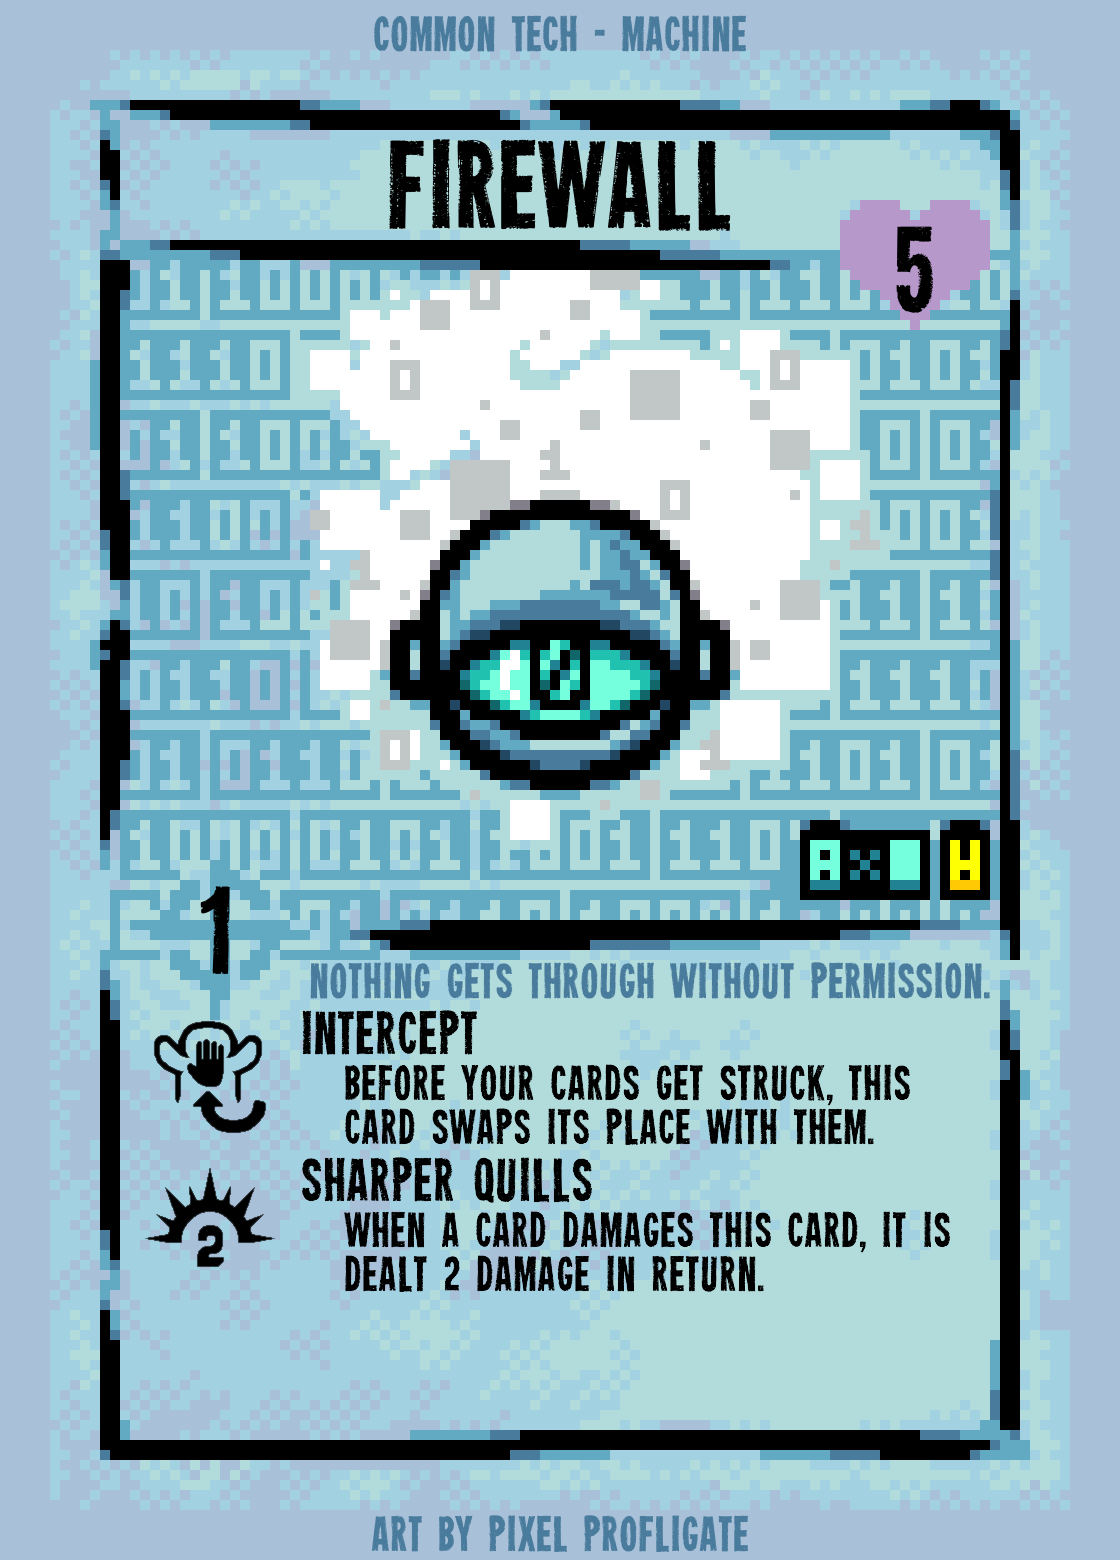 COMMON TECH - MACHINE
FIREWALL
5
A x
1
NOTHING GETS THROUGH WITHOUT PERMISSION.
INTERCEPT
BEFORE YOUR CARDS GET STRUCK, THIS
CARD SWAPS ITS PLACE WITH THEM.
SHARPER QUILLS
2
WHEN A CARD DAMAGES THIS CARD, IT IS
DEALT 2 DAMAGE IN RETURN.
ART BY PIXEL PROFLIGATE